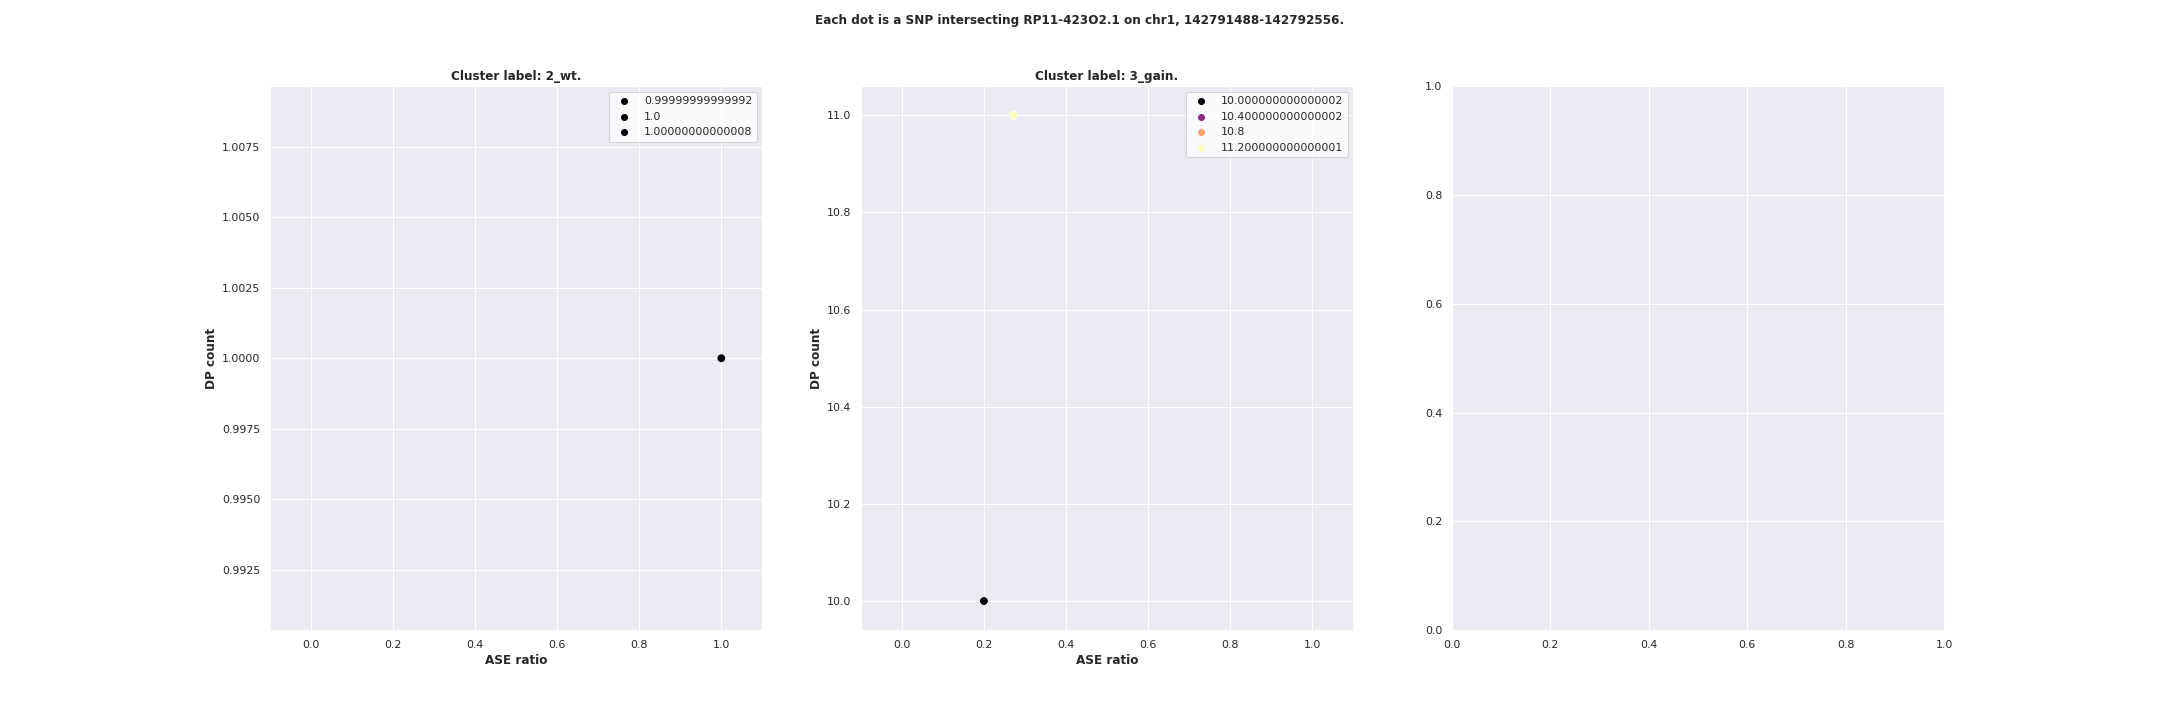 Each dot is a SNP intersecting RP11-423O2.1 on chr1, 142791488-142792556.
Cluster label: 2_wt.
0.99999999999992
1.0
1.00000000000008
1.0075
1.0050
1.0025
1.0000
0.9975
0.9950
0.9925
DP count
0.0 0.2 0.4 0.6 0.8 1.0
ASE ratio
Cluster label: 3_gain.
10.000000000000002
10.400000000000002
10.8
11.200000000000001
11.0
10.8
10.6
10.4
10.2
10.0
DP count
0.0 0.2 0.4 0.6 0.8 1.0
ASE ratio
1.0
0.8
0.6
0.4
0.2
0.0
0.0 0.2 0.4 0.6 0.8 1.0